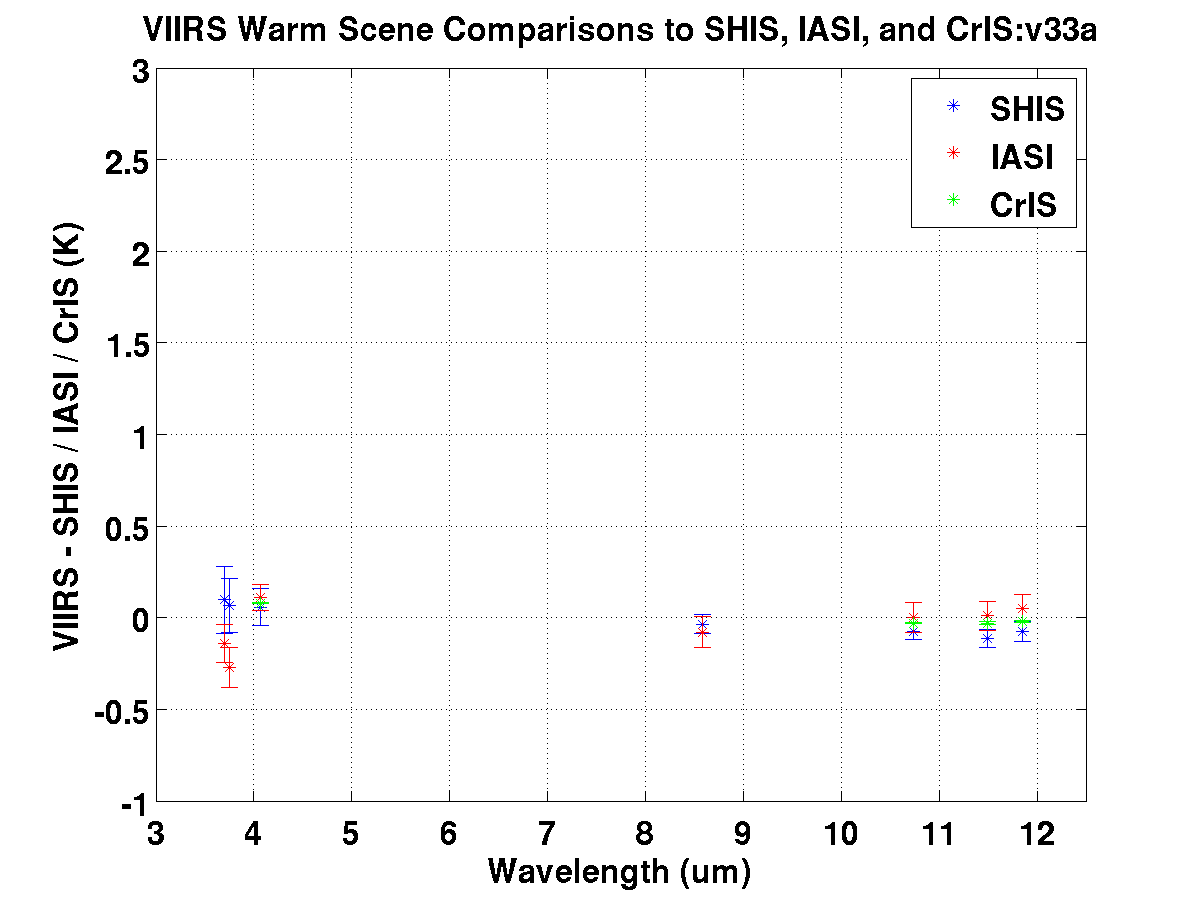 VIIRS Warm Scene Comparisons to SHIS, IASI, and CrIS:v33a
SHIS
IASI
CrIS
VIIRS - SHIS / IASI / CrIS (K)
3
2.5
2
1.5
1
0.5
0
-0.5
-1
3 4 5 6 7 8 9 10 11 12
Wavelength (um)